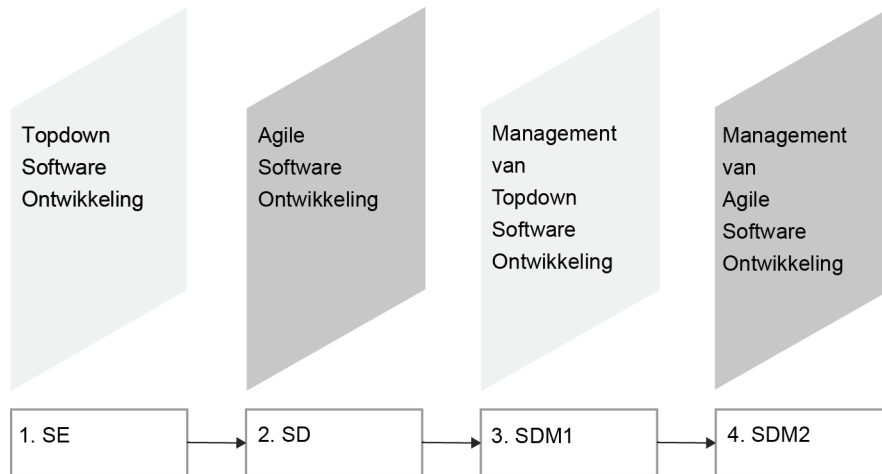 Topdown
Software
Ontwikkeling
Agile
Software
Ontwikkeling
Management
van
Topdown
Software
Ontwikkeling
Management
van
Agile
Software
Ontwikkeling
1. SE
2. SD
3. SDM1
4. SDM2